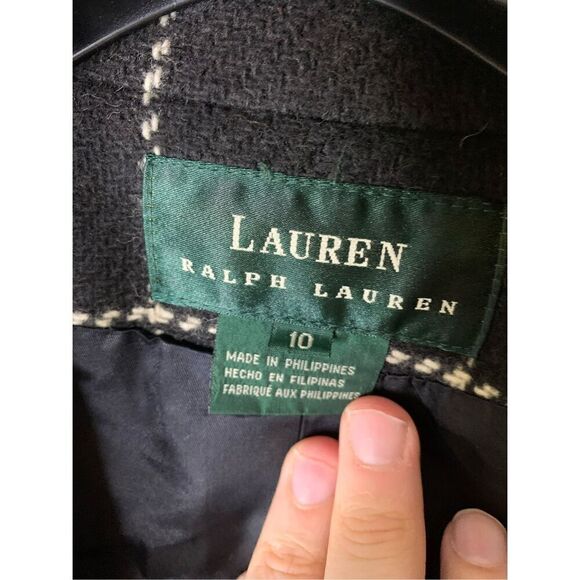 LAUREN
RALPH LAUREN
10
MADE IN PHILIPPINES
HECHO EN FILIPINAS
FABRIQUÉ AUX PHILIPPINES